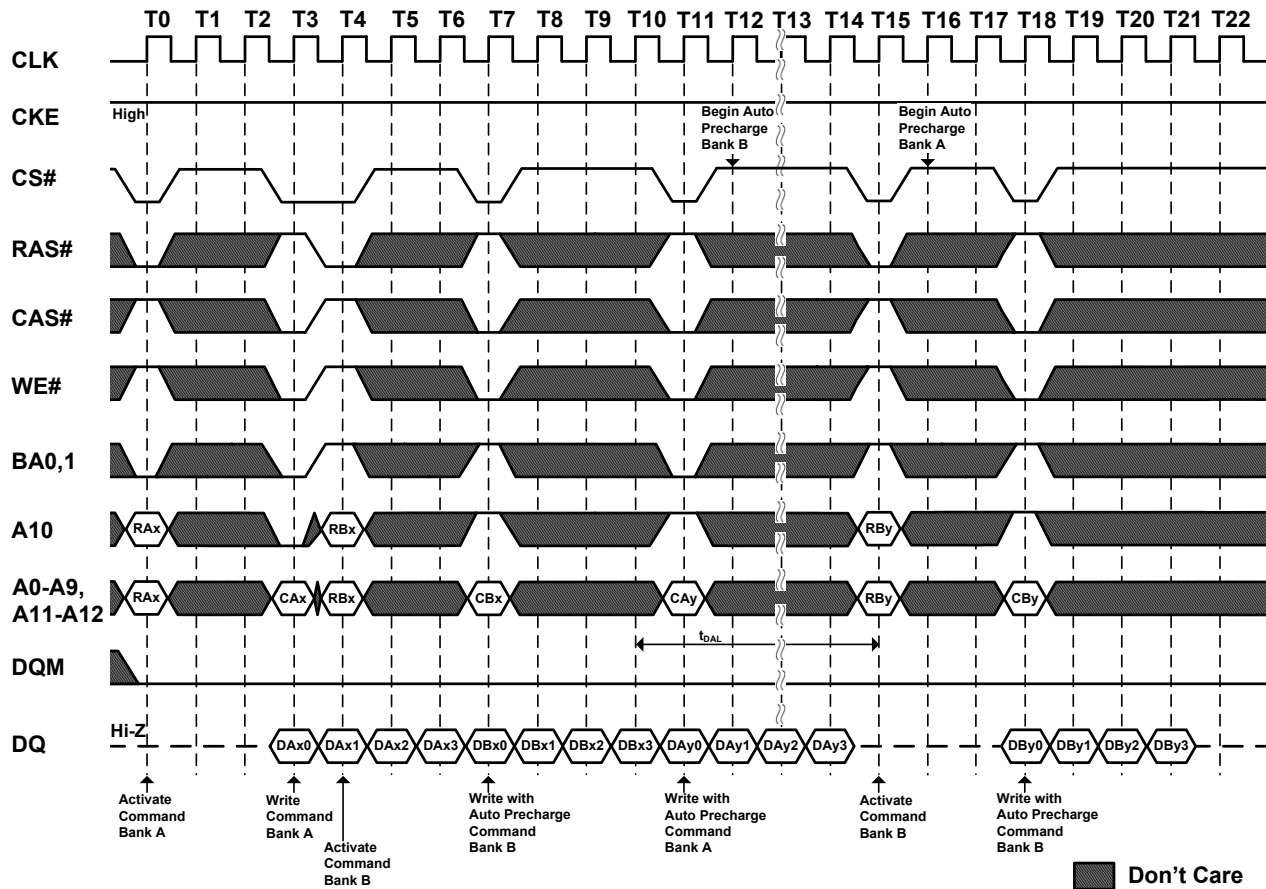 T0 T1 T2 T3 T4 T5 T6 T7 T8 T9 T10 T11 T12 T13 T14 T15 T16 T17 T18 T19 T20 T21 T22
CLK
CKE
High
Begin Auto
Precharge
Bank B
Begin Auto
Precharge
Bank A
CS#
RAS#
CAS#
WE#
BA0,1
A10
RAx RBx RBy
A0-A9,
A11-A12
RAx CAx RBx CBx CAy RBy CBy
tDAL
DQM
DQ
Hi-Z
DAx0 DAx1 DAx2 DAx3 DBx0 DBx1 DBx2 DBx3 DAy0 DAy1 DAy2 DAy3 DBy0 DBy1 DBy2 DBy3
Activate
Command
Bank A
Write
Command
Bank A
Activate
Command
Bank B
Write with
Auto Precharge
Command
Bank B
Write with
Auto Precharge
Command
Bank A
Activate
Command
Bank B
Write with
Auto Precharge
Command
Bank B
Don't Care